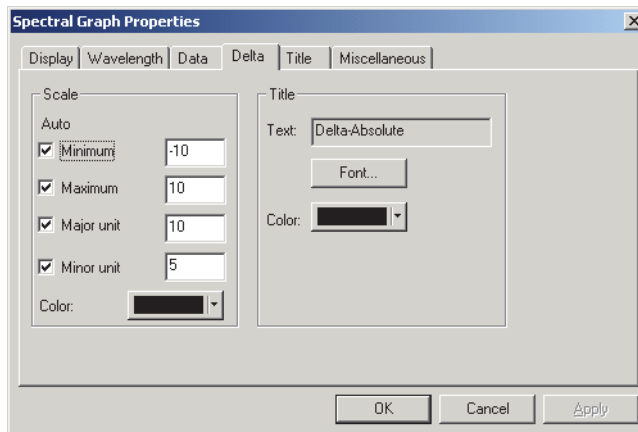 Spectral Graph Properties
Display Wavelength Data Delta Title Miscellaneous
Scale
Auto
Minimum -10
Maximum 10
Major unit 10
Minor unit 5
Color:
Title
Text: Delta-Absolute
Font...
Color:
OK Cancel Apply